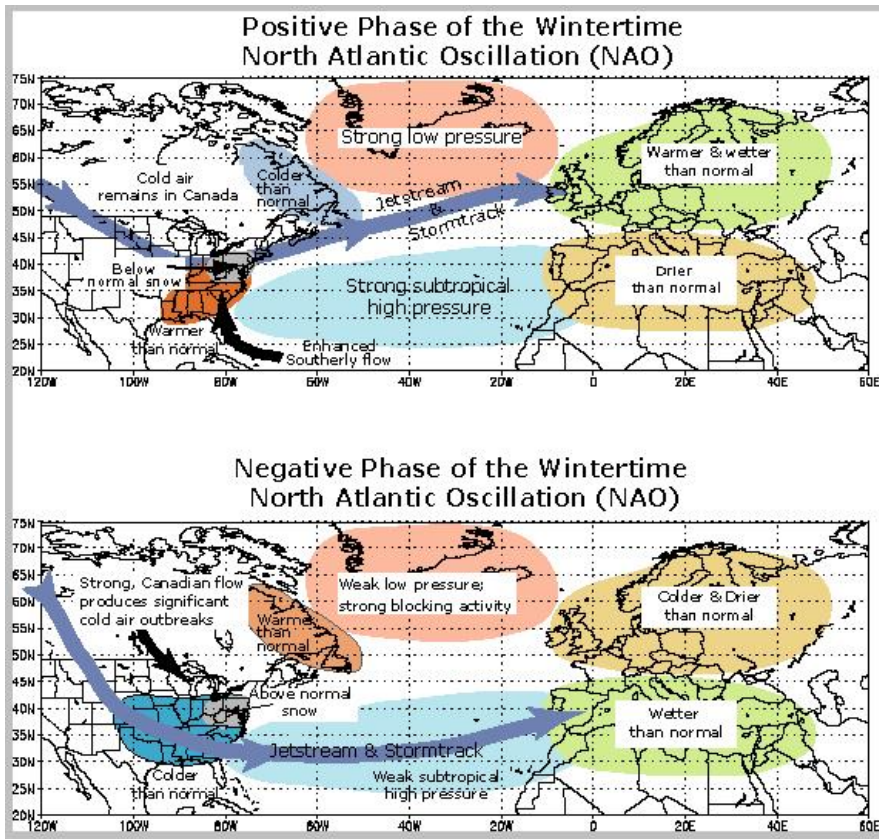 Positive Phase of the Wintertime
North Atlantic Oscillation (NAO)
75N
70N
65N
60N
55N
50N
45N
40N
35N
30N
25N
20N
120W
100W
80W
60W
40W
20W
0
20E
40E
60E
Strong low pressure
Colder
than
normal
Cold air
remains in Canada
Jetstream
&
Stormtrack
Warmer & wetter
than normal
Below
normal snow
Strong subtropical
high pressure
Drier
than normal
Warmer
than normal
Enhanced
Southerly flow
Negative Phase of the Wintertime
North Atlantic Oscillation (NAO)
75N
70N
65N
60N
55N
50N
45N
40N
35N
30N
25N
20N
120W
100W
80W
60W
40W
20W
0
20E
40E
60E
Strong, Canadian flow
produces significant
cold air outbreaks
Warmer
than
normal
Weak low pressure;
strong blocking activity
Colder & Drier
than normal
Above normal
snow
Wetter
than normal
Jetstream & Stormtrack
Colder
than normal
Weak subtropical
high pressure